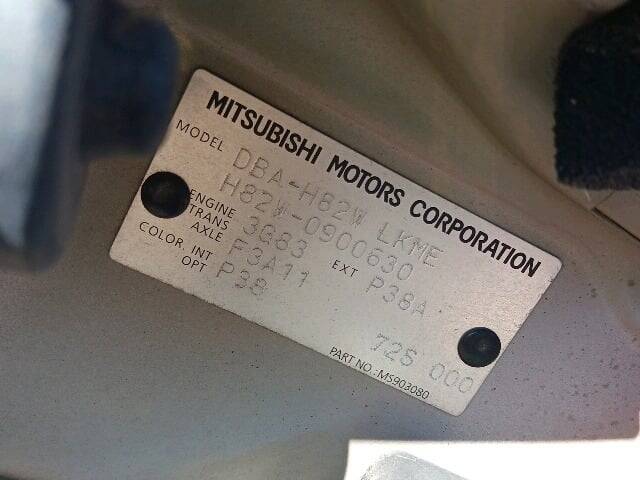 MITSUBISHI MOTORS CORPORATION
MODEL DBA-H82W LKME
H82W-0900630
ENGINE 3G83
TRANS AXLE F3A11 EXT P38A
COLOR, INT P38
OPT 72S 000
PART NO.: MS903080